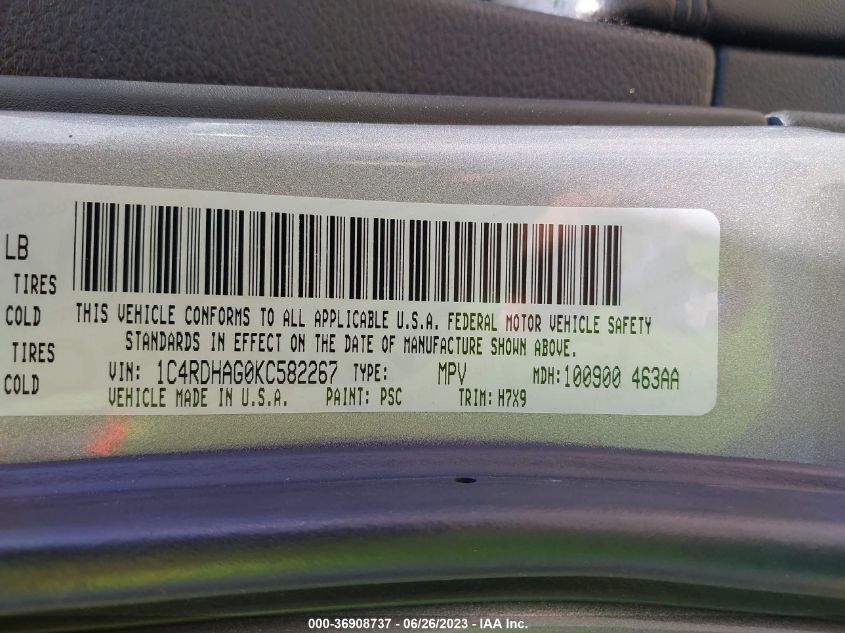 LB
TIRES
COLD
TIRES
COLD
THIS VEHICLE CONFORMS TO ALL APPLICABLE U.S.A. FEDERAL MOTOR VEHICLE SAFETY
STANDARDS IN EFFECT ON THE DATE OF MANUFACTURE SHOWN ABOVE.
VIN: 1C4RDHAG0KC582267 TYPE: MPV MDH:100900 463AA
VEHICLE MADE IN U.S.A. PAINT: PSC TRIM: H7X9
000-36908737 - 06/26/2023 - IAA Inc.